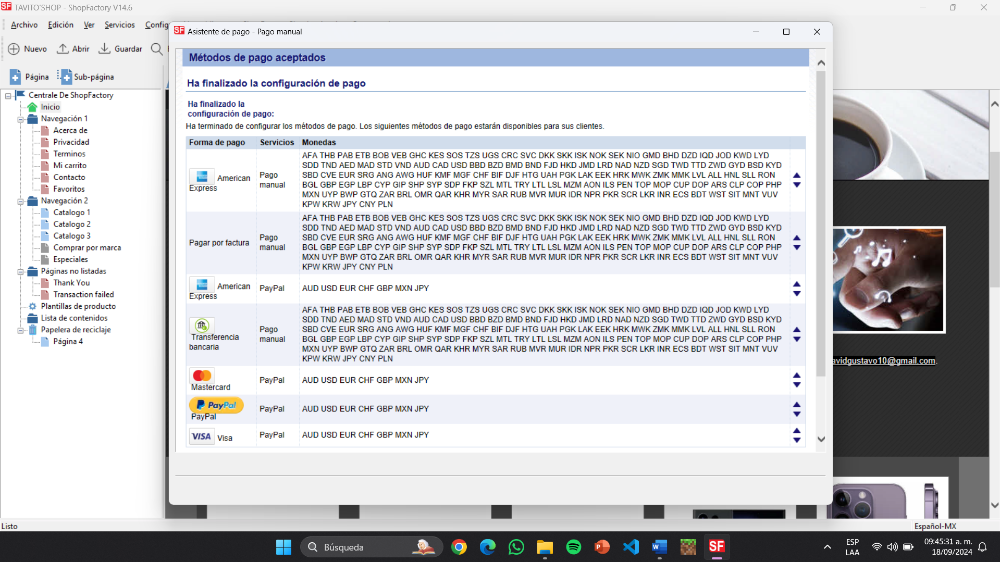 TAVITO'SHOP - ShopFactory V14.6
Archivo Edición Ver Servicios
Nuevo Abrir Guardar
Página Sub-página
Centrale De ShopFactory
Inicio
Navegación 1
Acerca de
Privacidad
Terminos
Mi carrito
Contacto
Favoritos
Navegación 2
Catalogo 1
Catalogo 2
Catalogo 3
Comprar por marca
Especiales
Páginas no listadas
Thank You
Transaction failed
Plantillas de producto
Lista de contenidos
Papelera de reciclaje
Página 4
SF Asistente de pago - Pago manual
Métodos de pago aceptados
Ha finalizado la configuración de pago
Ha finalizado la
configuración de pago:
Ha terminado de configurar los métodos de pago. Los siguientes métodos de pago estarán disponibles para sus clientes.
Forma de pago Servicios Monedas
American
Express
Pago
manual
AFA THB PAB ETB BOB VEB GHC KES SOS TZS UGS CRC SVC DKK SKK ISK NOK SEK NIO GMD BHD DZD IQD JOD KWD LYD
SDD TND AED MAD STD VND AUD CAD USD BBD BZD BMD BND FJD HKD JMD LRD NAD NZD SGD TWD TTD ZWD GYD BSD KYD
SBD CVE EUR SRG ANG AWG HUF KMF MGF CHF BIF DJF HTG UAH PGK LAK EEK HRK MWK ZMK MMK LVL ALL HNL SLL RON
BGL GBP EGP LBP CYP GIP SHP SYP SDP FKP SZL MTL TRY LTL LSL MZM AON ILS PEN TOP MOP CUP DOP ARS CLP COP PHP
MXN UYP BWP GTQ ZAR BRL OMR QAR KHR MYR SAR RUB MVR MUR IDR NPR PKR SCR LKR INR ECS BDT WST SIT MNT VUV
KPW KRW JPY CNY PLN
Pagar por factura
Pago
manual
AFA THB PAB ETB BOB VEB GHC KES SOS TZS UGS CRC SVC DKK SKK ISK NOK SEK NIO GMD BHD DZD IQD JOD KWD LYD
SDD TND AED MAD STD VND AUD CAD USD BBD BZD BMD BND FJD HKD JMD LRD NAD NZD SGD TWD TTD ZWD GYD BSD KYD
SBD CVE EUR SRG ANG AWG HUF KMF MGF CHF BIF DJF HTG UAH PGK LAK EEK HRK MWK ZMK MMK LVL ALL HNL SLL RON
BGL GBP EGP LBP CYP GIP SHP SYP SDP FKP SZL MTL TRY LTL LSL MZM AON ILS PEN TOP MOP CUP DOP ARS CLP COP PHP
MXN UYP BWP GTQ ZAR BRL OMR QAR KHR MYR SAR RUB MVR MUR IDR NPR PKR SCR LKR INR ECS BDT WST SIT MNT VUV
KPW KRW JPY CNY PLN
American
Express
PayPal
AUD USD EUR CHF GBP MXN JPY
Transferencia
bancaria
Pago
manual
AFA THB PAB ETB BOB VEB GHC KES SOS TZS UGS CRC SVC DKK SKK ISK NOK SEK NIO GMD BHD DZD IQD JOD KWD LYD
SDD TND AED MAD STD VND AUD CAD USD BBD BZD BMD BND FJD HKD JMD LRD NAD NZD SGD TWD TTD ZWD GYD BSD KYD
SBD CVE EUR SRG ANG AWG HUF KMF MGF CHF BIF DJF HTG UAH PGK LAK EEK HRK MWK ZMK MMK LVL ALL HNL SLL RON
BGL GBP EGP LBP CYP GIP SHP SYP SDP FKP SZL MTL TRY LTL LSL MZM AON ILS PEN TOP MOP CUP DOP ARS CLP COP PHP
MXN UYP BWP GTQ ZAR BRL OMR QAR KHR MYR SAR RUB MVR MUR IDR NPR PKR SCR LKR INR ECS BDT WST SIT MNT VUV
KPW KRW JPY CNY PLN
Mastercard
PayPal
AUD USD EUR CHF GBP MXN JPY
PayPal
PayPal
PayPal
AUD USD EUR CHF GBP MXN JPY
VISA Visa
PayPal
AUD USD EUR CHF GBP MXN JPY
avidgustavo10@gmail.com.
Listo
Español-MX
Búsqueda
SF
ESP
LAA
09:45:31 a. m.
18/09/2024